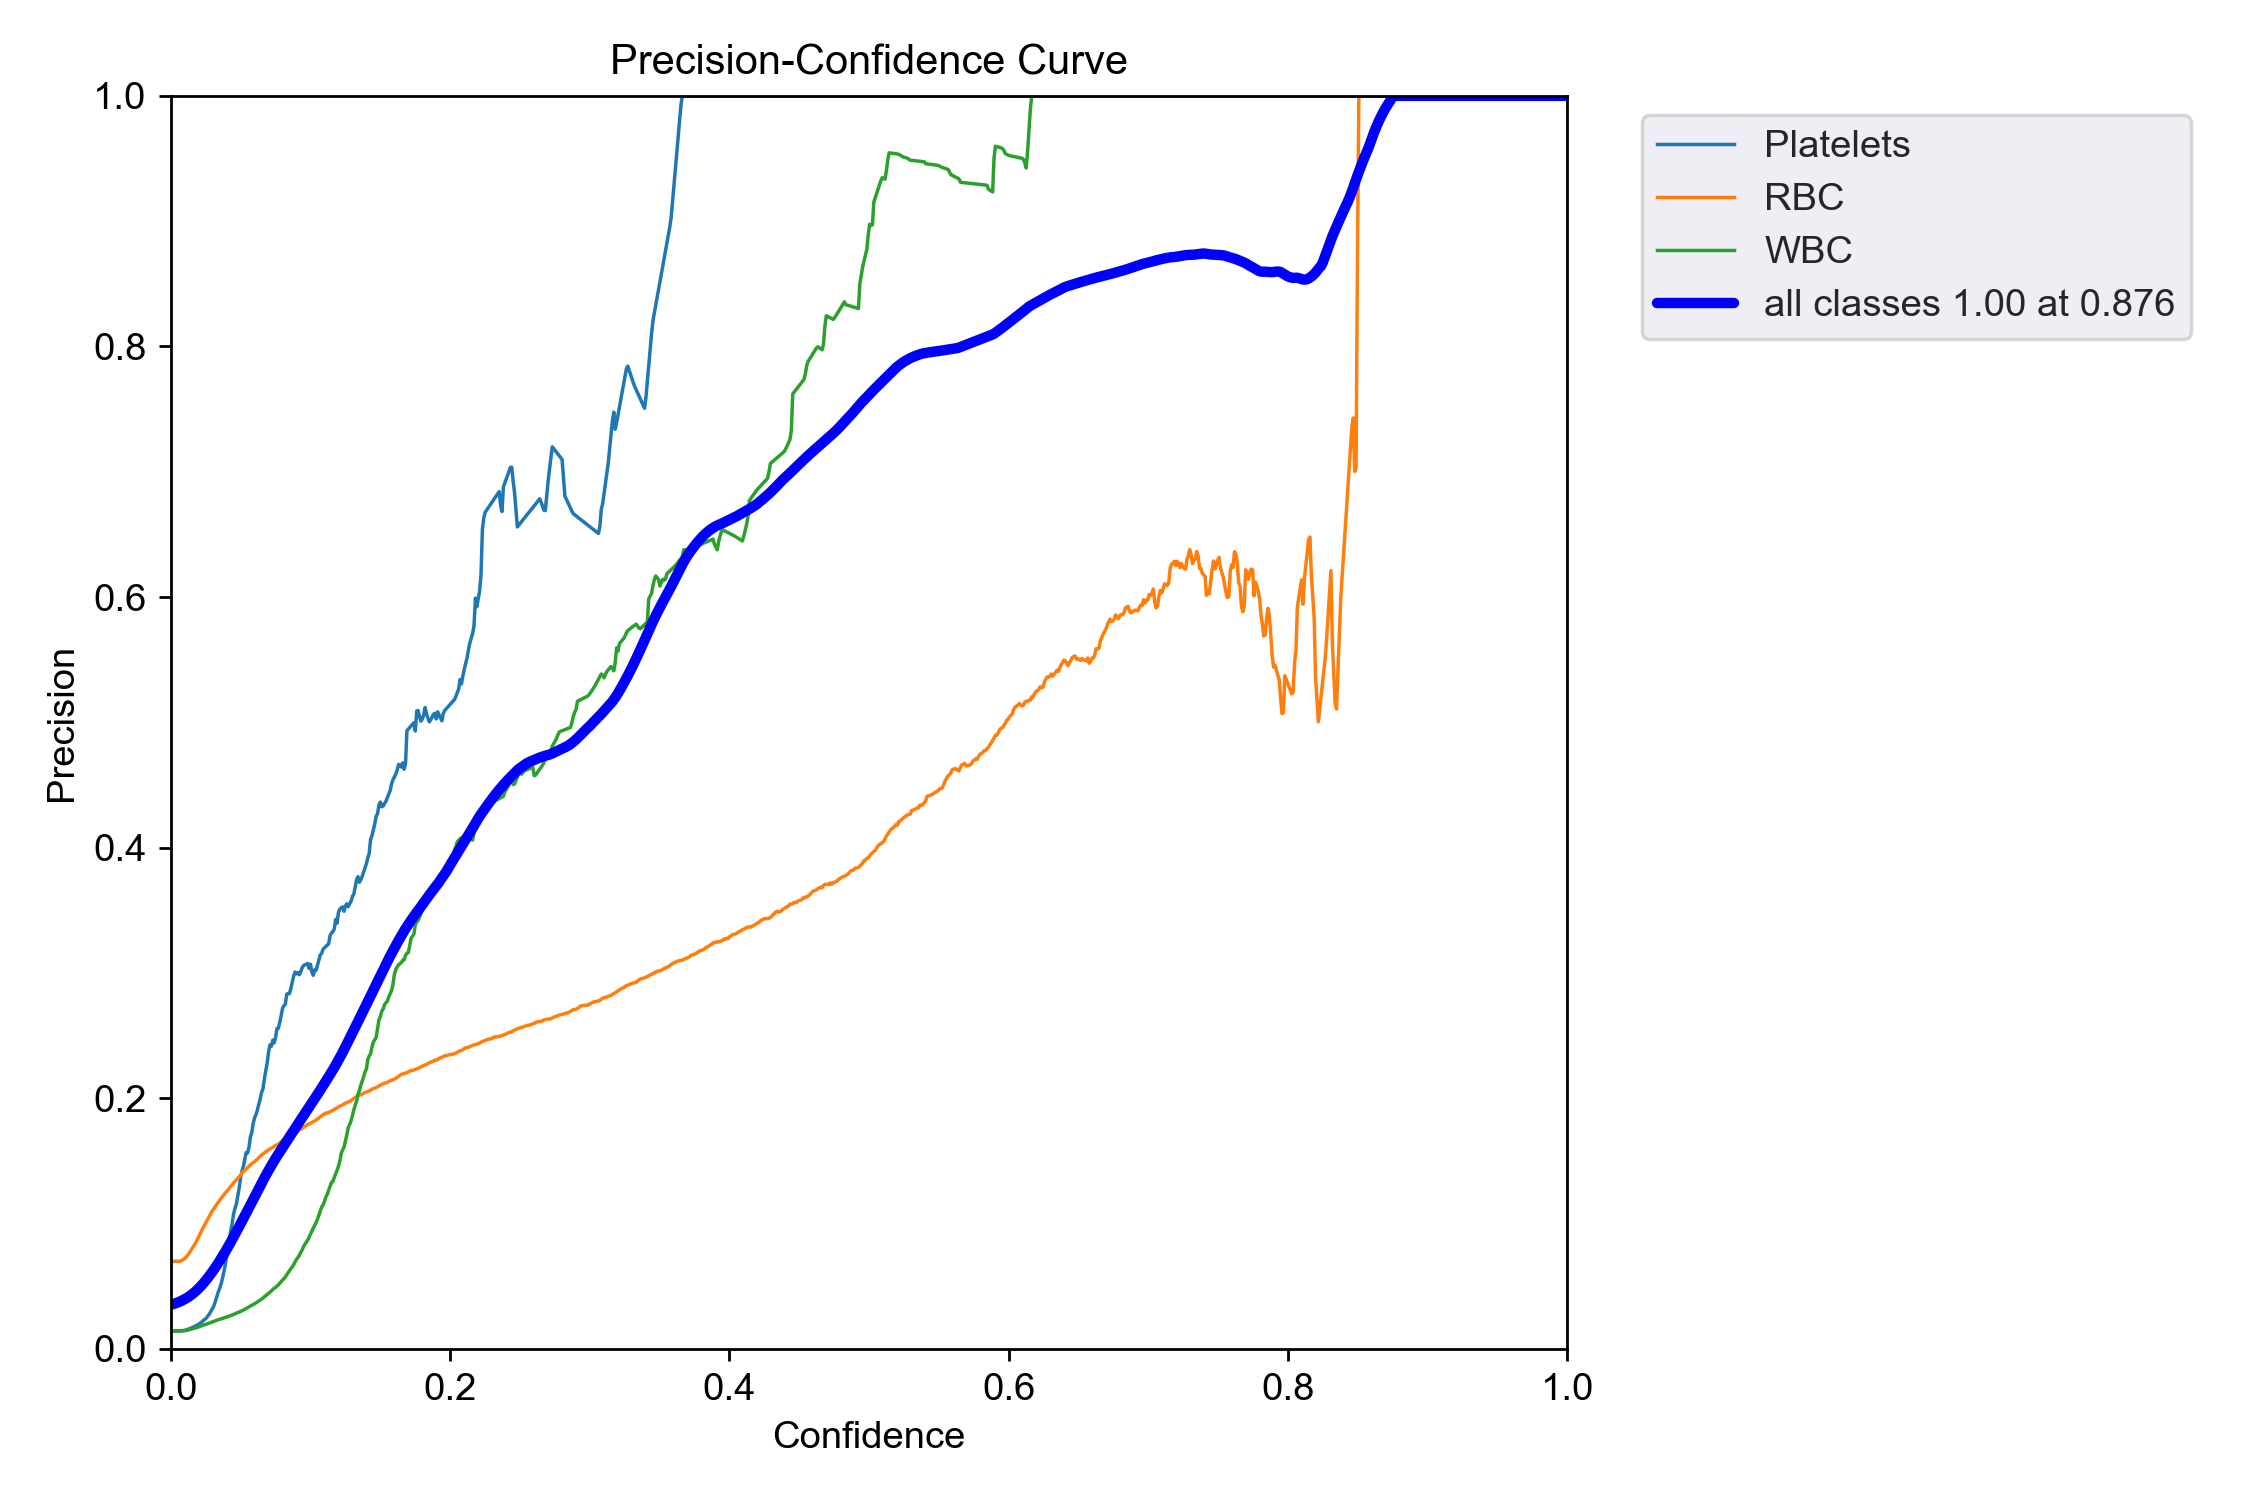 Precision-Confidence Curve
1.0
0.8
0.6
0.4
0.2
0.0
Precision
0.0 0.2 0.4 0.6 0.8 1.0
Confidence
Platelets
RBC
WBC
all classes 1.00 at 0.876